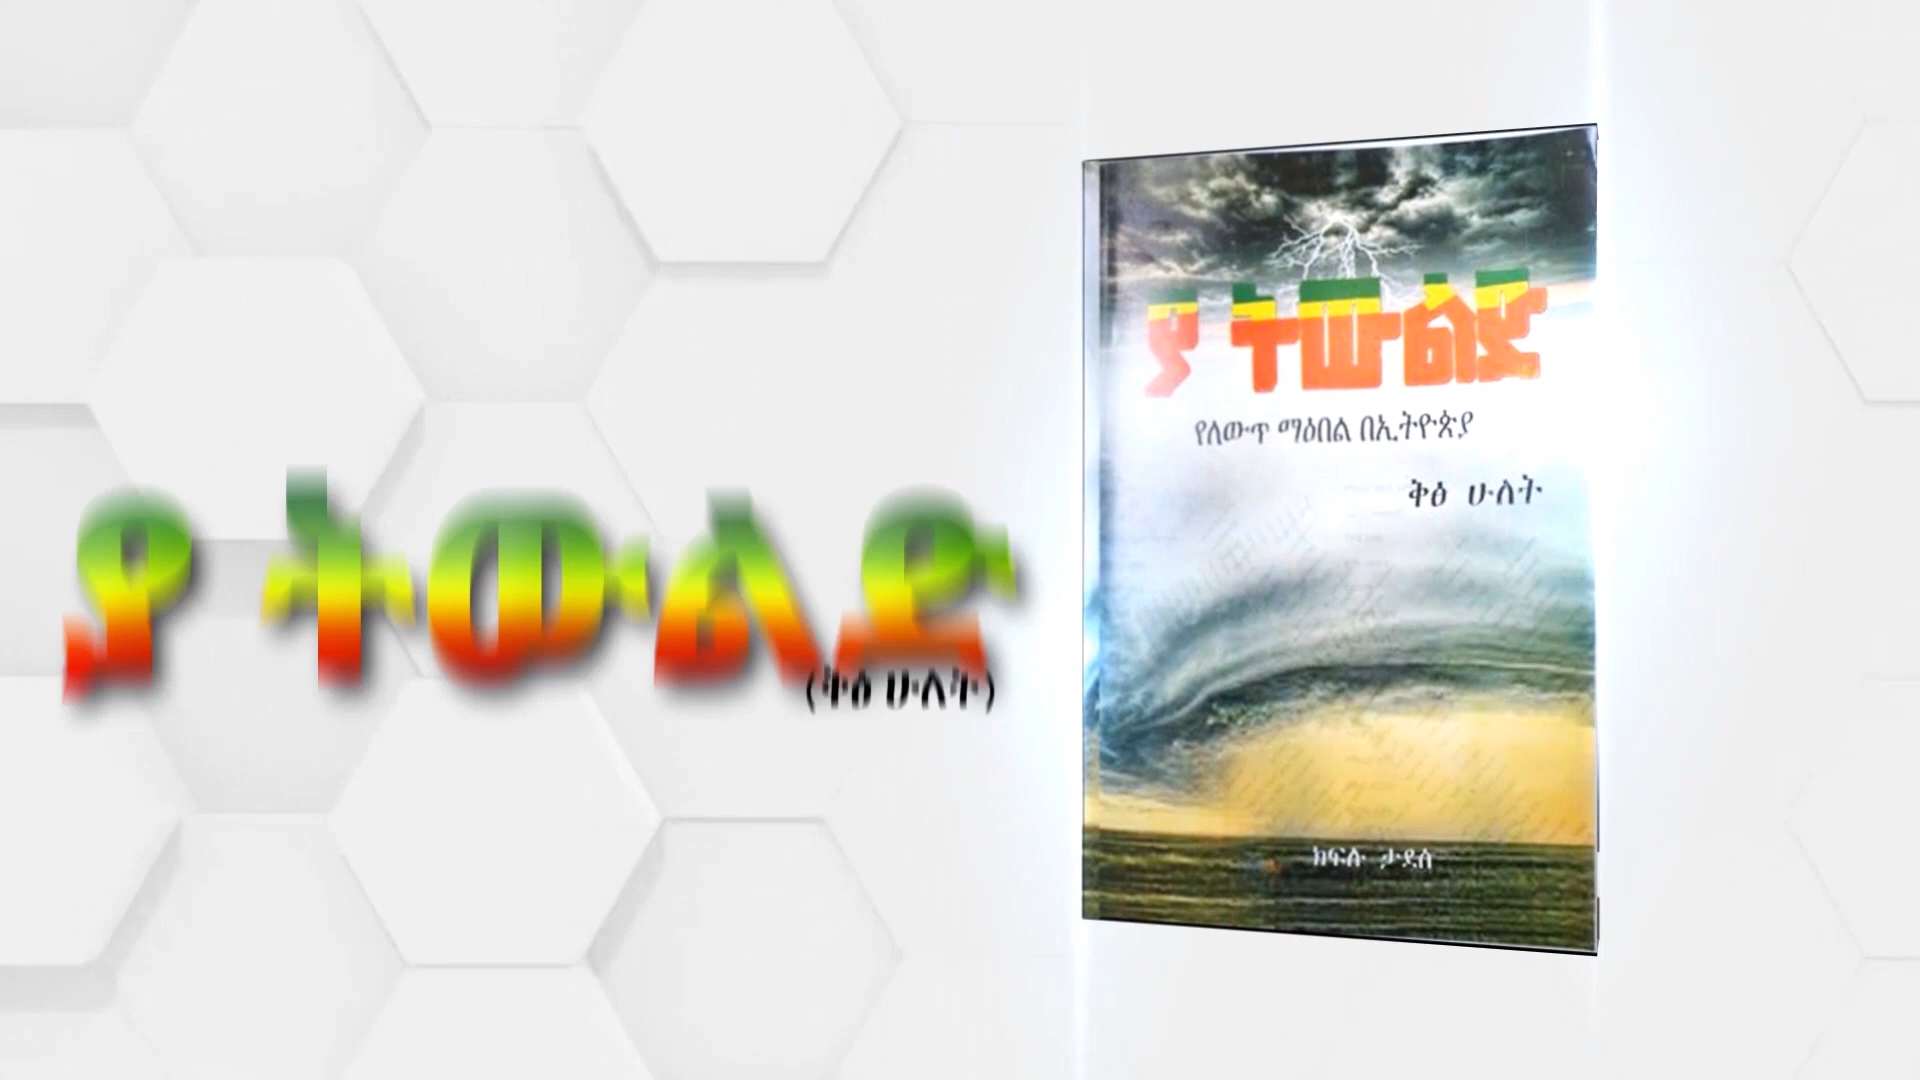 ያ ትውልድ
(ቅፅ ሁለት)
ያ ትውልድ
የለውጥ ማዕበል በኢትዮጵያ
ቅፅ ሁለት
ክፍሉ ታደሰ